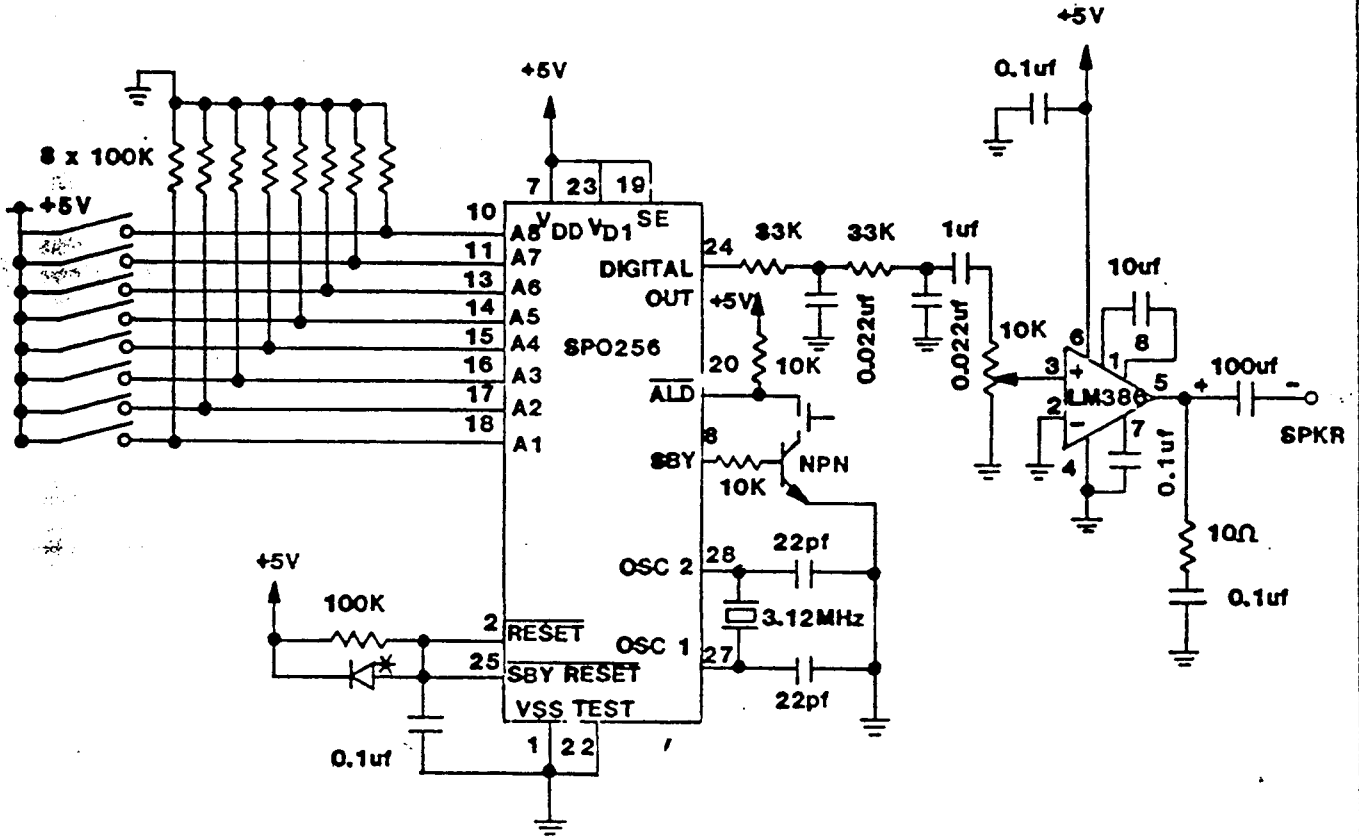 +5V
8 x 100K
+5V
10
11
13
14
15
16
17
18
A8
A7
A6
A5
A4
A3
A2
A1
+5V
7
23
19
VDD
VD1
SE
SPO256
DIGITAL
OUT
24
33K
33K
1uf
0.022uf
0.022uf
10K
+5V
10K
20
ALD
8
SBY
10K
NPN
OSC 2
28
22pf
3.12MHz
OSC 1
27
22pf
+5V
100K
2
RESET
25
SBY RESET
*
0.1uf
VSS
TEST
1
22
0.1uf
10uf
6
1
8
3
+
LM386
2
-
4
7
0.1uf
5
+
100uf
-
SPKR
10Ω
0.1uf